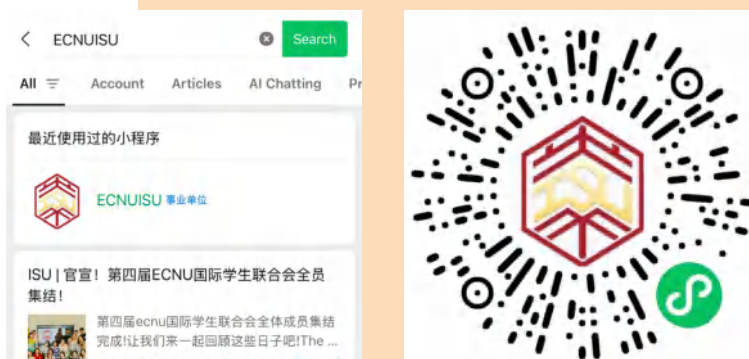 ECNUISU
Search
All
Account
Articles
AI Chatting
Pr
最近使用过的小程序
ECNUISU 事业单位
ISU | 官宣！第四届ECNU国际学生联合会全员
集结！
第四届ecnu国际学生联合会全体成员集结
完成!让我们来一起回顾这些日子吧!The ...
ISU